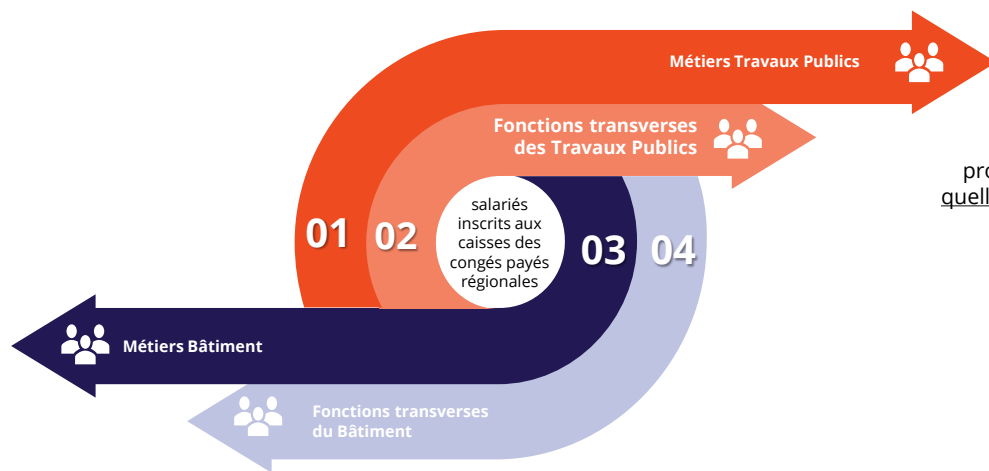 Métiers Travaux Publics
Fonctions transverses
des Travaux Publics
01
02
salariés
inscrits aux
caisses des
congés payés
régionales
03
04
Métiers Bâtiment
Fonctions transverses
du Bâtiment